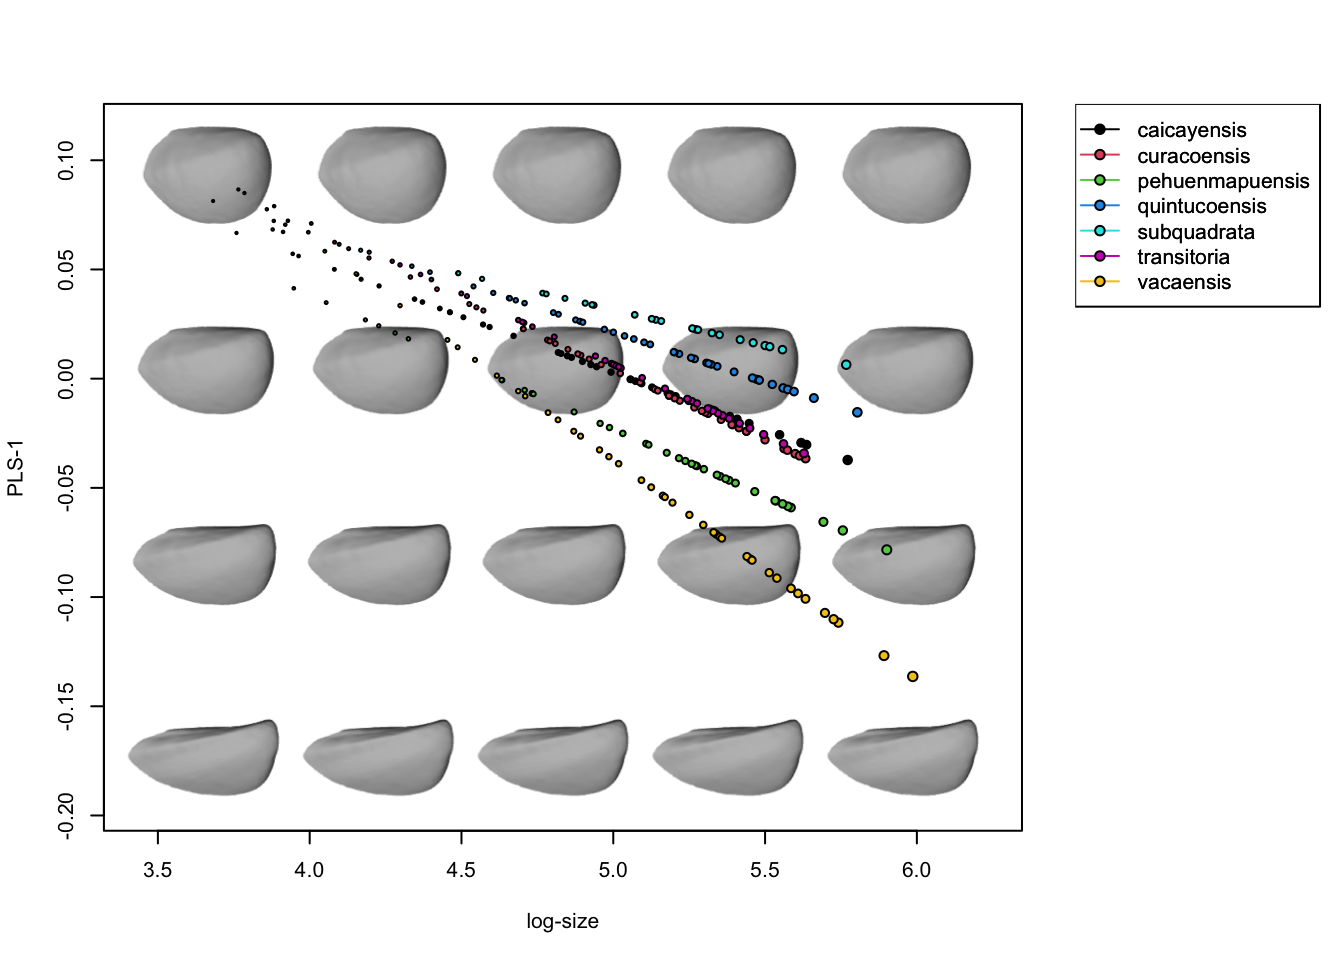 caicayensis
curacoensis
pehuenmapuensis
quintucoensis
subquadrata
transitoria
vacaensis
PLS-1
0.10
0.05
0.00
-0.05
-0.10
-0.15
-0.20
3.5 4.0 4.5 5.0 5.5 6.0
log-size